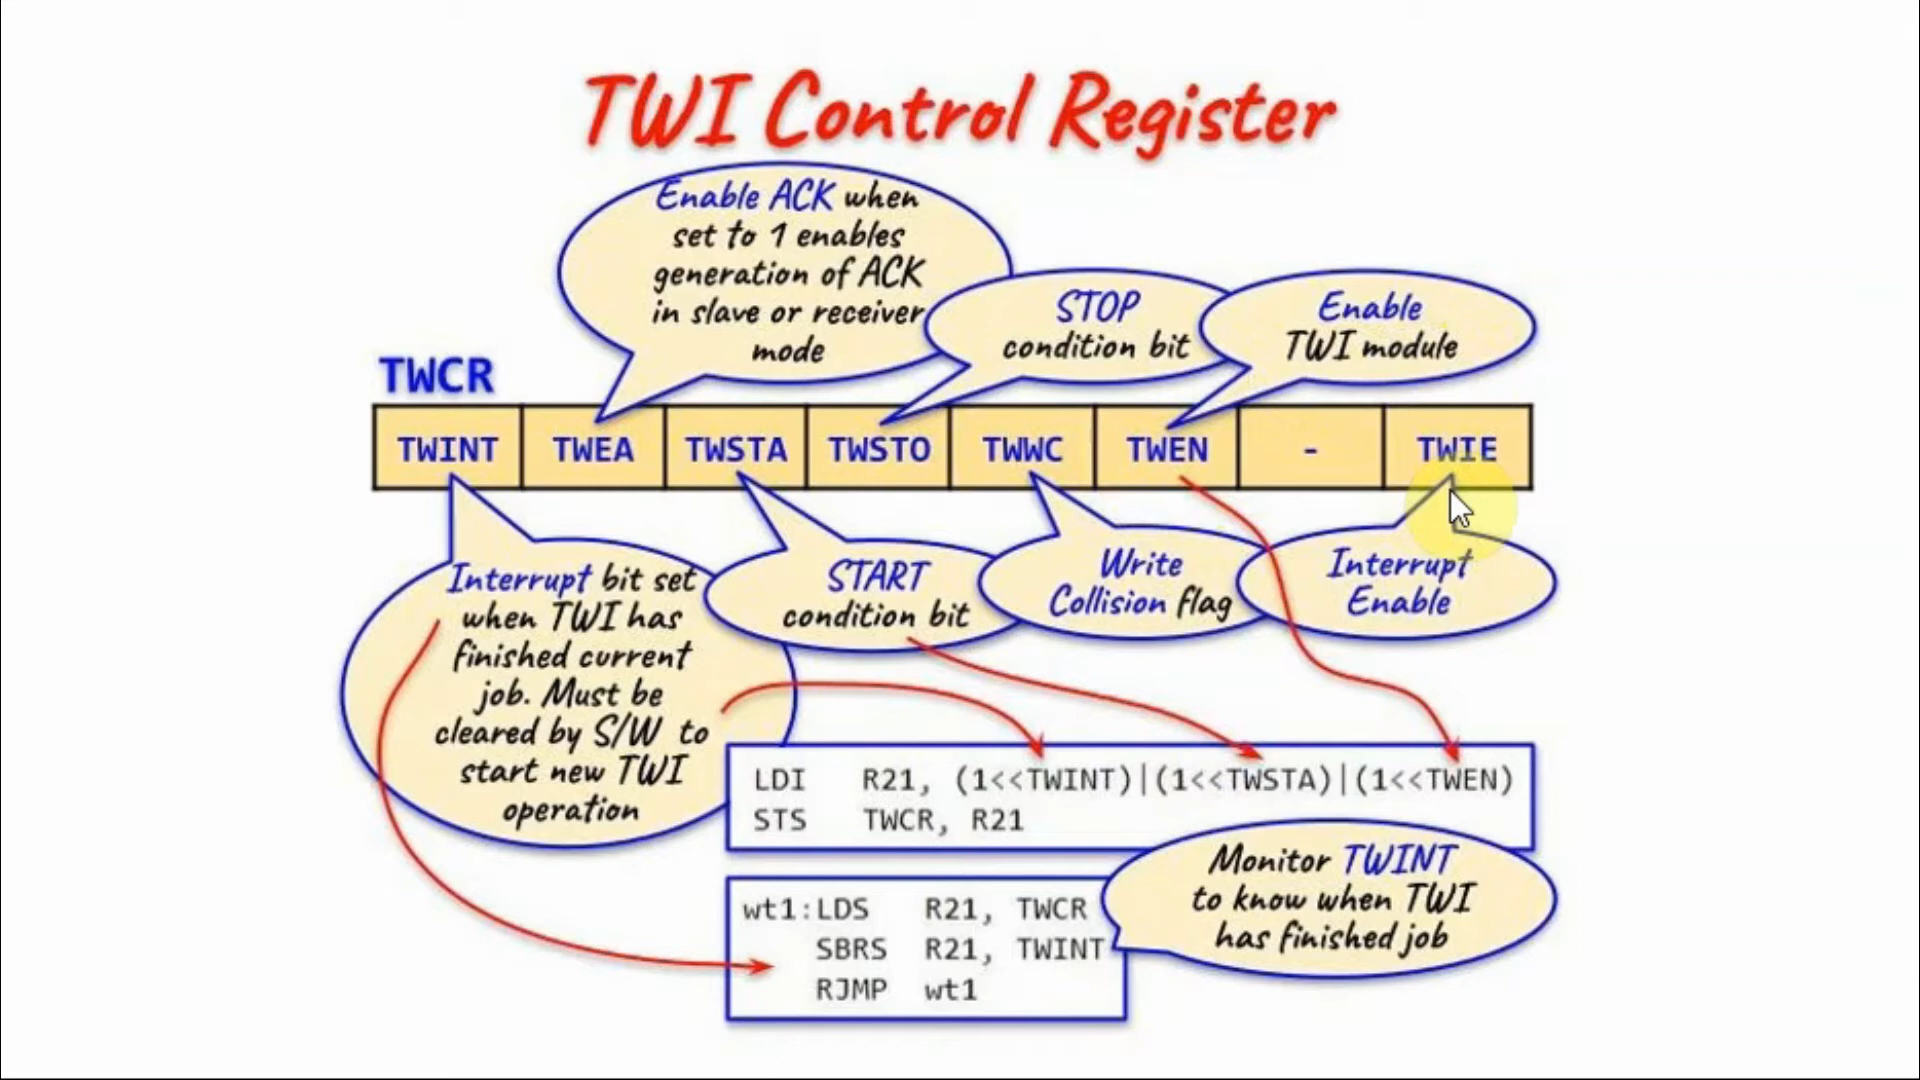 TWI Control Register
Enable ACK when
set to 1 enables
generation of ACK
in slave or receiver
mode
STOP
condition bit
Enable
TWI module
TWCR
TWINT TWEA TWSTA TWSTO TWWC TWEN - TWIE
Interrupt bit set
when TWI has
finished current
job. Must be
cleared by S/W to
start new TWI
operation
START
condition bit
Write
Collision flag
Interrupt
Enable
LDI R21, (1<<TWINT)|(1<<TWSTA)|(1<<TWEN)
STS TWCR, R21
wt1:LDS R21, TWCR
SBRS R21, TWINT
RJMP wt1
Monitor TWINT
to know when TWI
has finished job